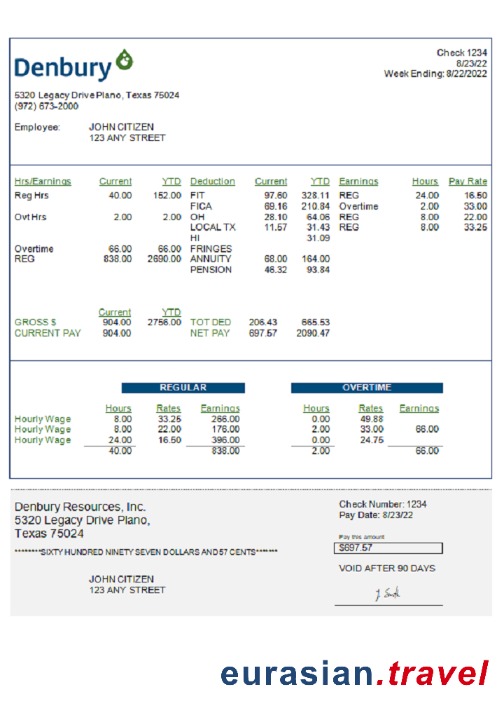 Denbury
Check 1234
8/23/22
Week Ending: 8/22/2022
5320 Legacy Drive Plano, Texas 75024
(972) 673-2000
Employee: JOHN CITIZEN
123 ANY STREET
Hrs/Earnings Current YTD Deduction Current YTD Earnings Hours Pay Rate
Reg Hrs 40.00 152.00 FIT 97.60 328.11 REG 24.00 16.50
FICA 69.16 210.84 Overtime 2.00 33.00
Ovt Hrs 2.00 2.00 OH 28.10 64.06 REG 8.00 22.00
LOCAL TX 11.57 31.43 REG 8.00 33.25
HI 31.09
Overtime 66.00 66.00 FRINGES
REG 838.00 2690.00 ANNUITY 68.00 164.00
PENSION 46.32 93.84
Current YTD
GROSS $ 904.00 2756.00 TOT DED 206.43 665.53
CURRENT PAY 904.00 NET PAY 697.57 2090.47
REGULAR OVERTIME
Hours Rates Earnings Hours Rates Earnings
Hourly Wage 8.00 33.25 266.00 0.00 49.88
Hourly Wage 8.00 22.00 176.00 2.00 33.00 66.00
Hourly Wage 24.00 16.50 396.00 0.00 24.75
40.00 838.00 2.00 66.00
Denbury Resources, Inc.
5320 Legacy Drive Plano,
Texas 75024
Check Number: 1234
Pay Date: 8/23/22
Pay this amount
$697.57
********SIXTY HUNDRED NINETY SEVEN DOLLARS AND 57 CENTS*******
VOID AFTER 90 DAYS
JOHN CITIZEN
123 ANY STREET
J. Smith
eurasian.travel